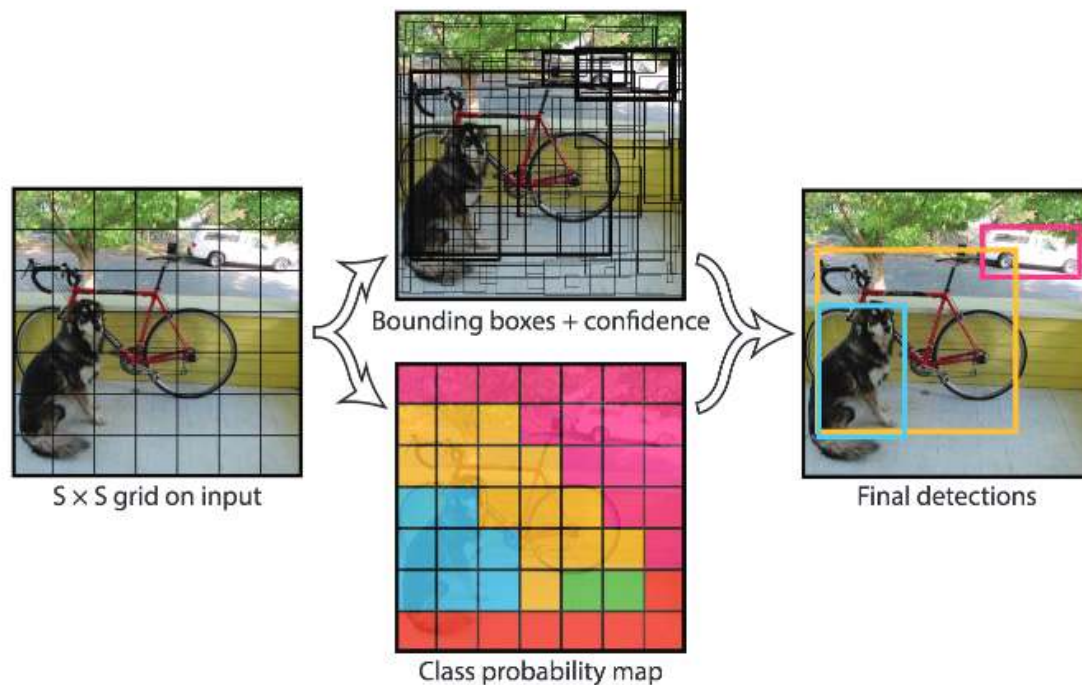 S × S grid on input
Bounding boxes + confidence
Class probability map
Final detections